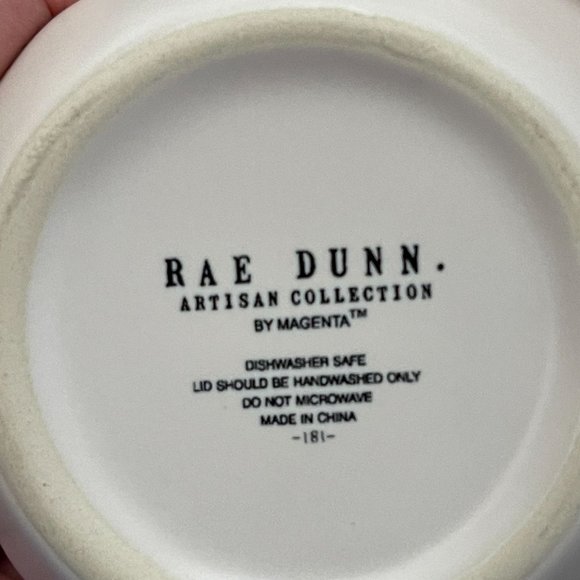 RAE DUNN.
ARTISAN COLLECTION
BY MAGENTA™
DISHWASHER SAFE
LID SHOULD BE HANDWASHED ONLY
DO NOT MICROWAVE
MADE IN CHINA
-181-